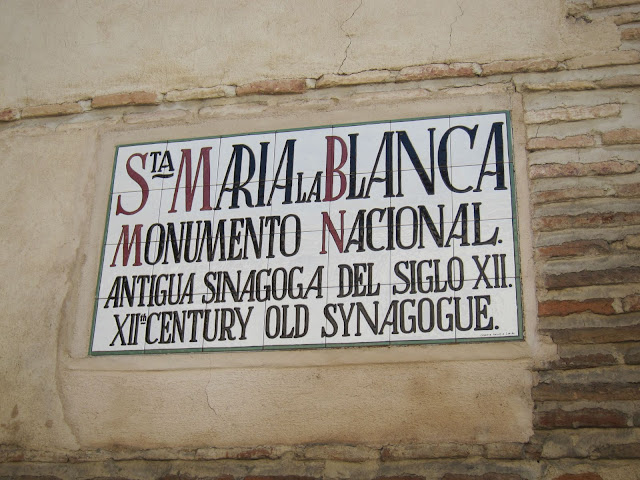 STA MARIA LA BLANCA
MONUMENTO NACIONAL.
ANTIGUA SINAGOGA DEL SIGLO XII.
XIIth CENTURY OLD SYNAGOGUE.